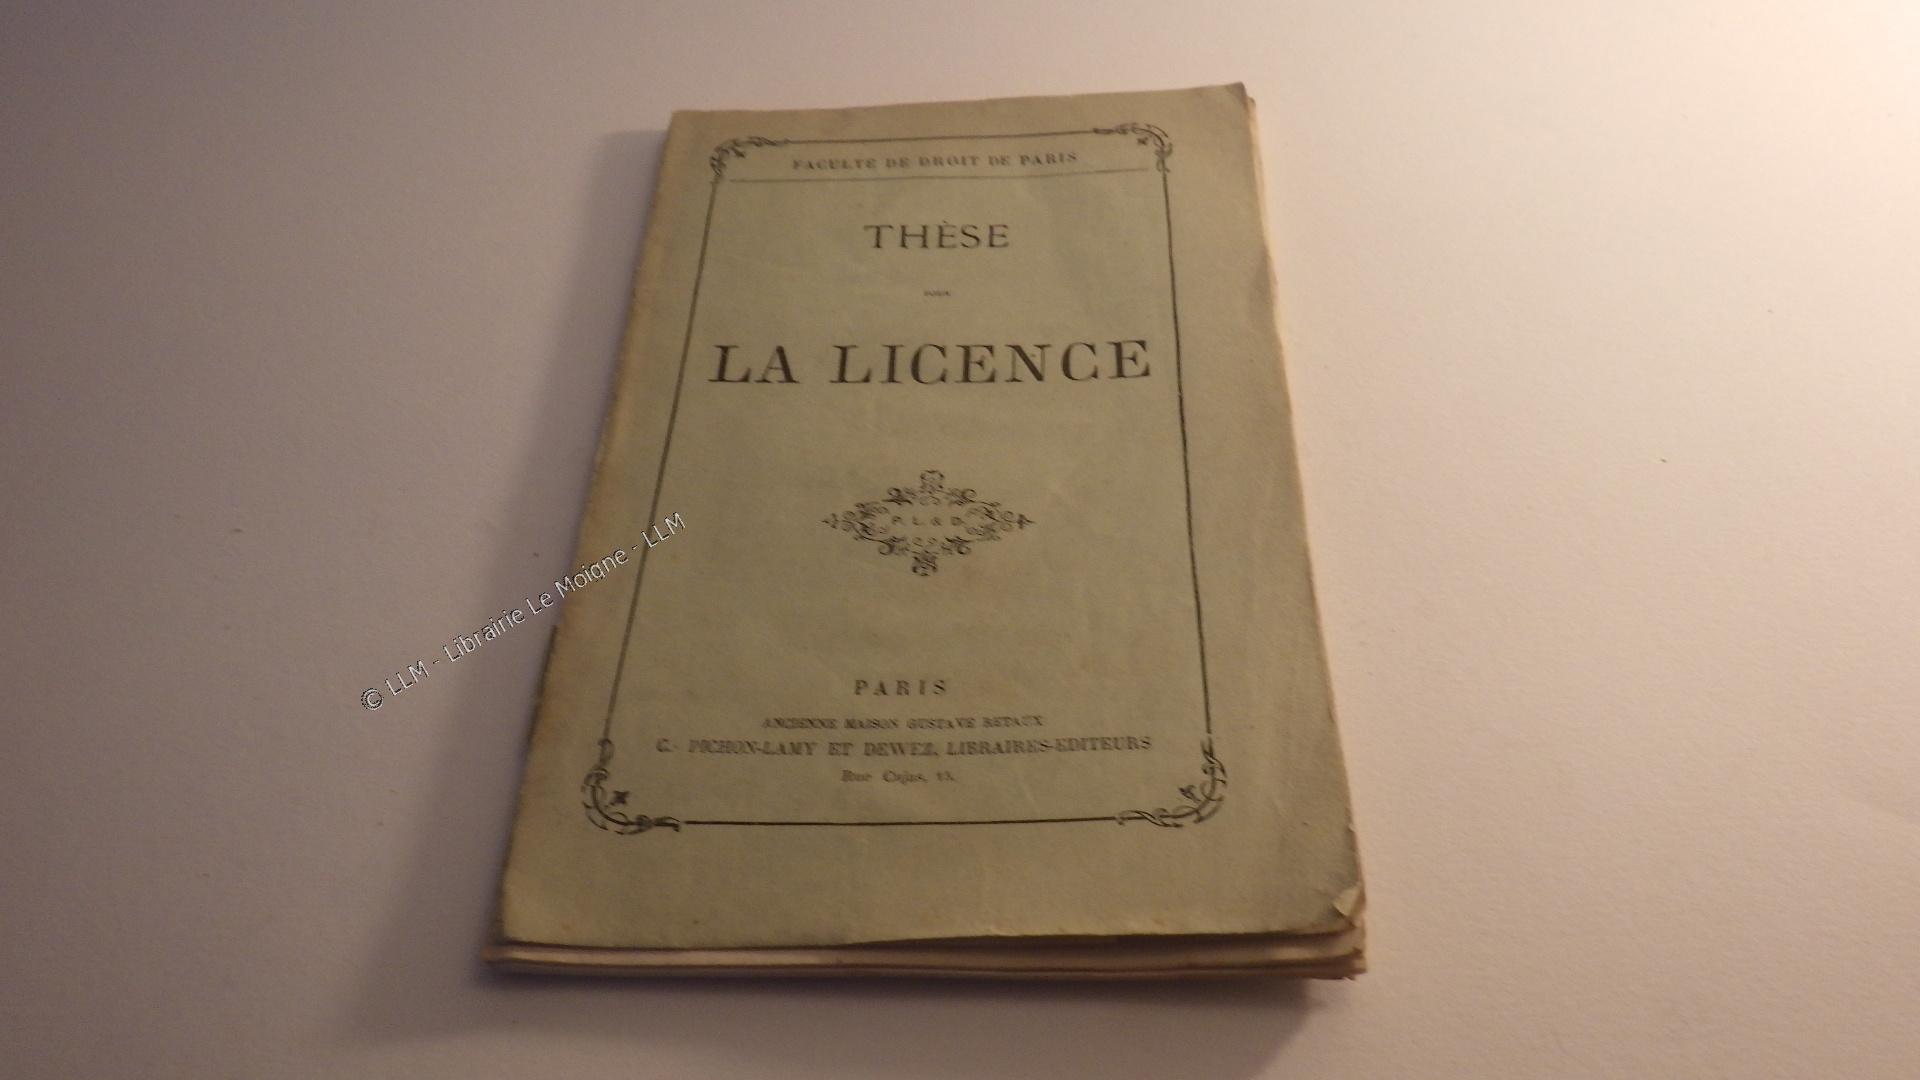 FACULTÉ DE DROIT DE PARIS
THÈSE
POUR
LA LICENCE
P. L. & D.
PARIS
ANCIENNE MAISON GUSTAVE RETAUX
C.- PICHON-LAMY ET DEWEZ, LIBRAIRES-EDITEURS
Rue Cujas, 15.
© LLM - Librairie Le Moigne - LLM